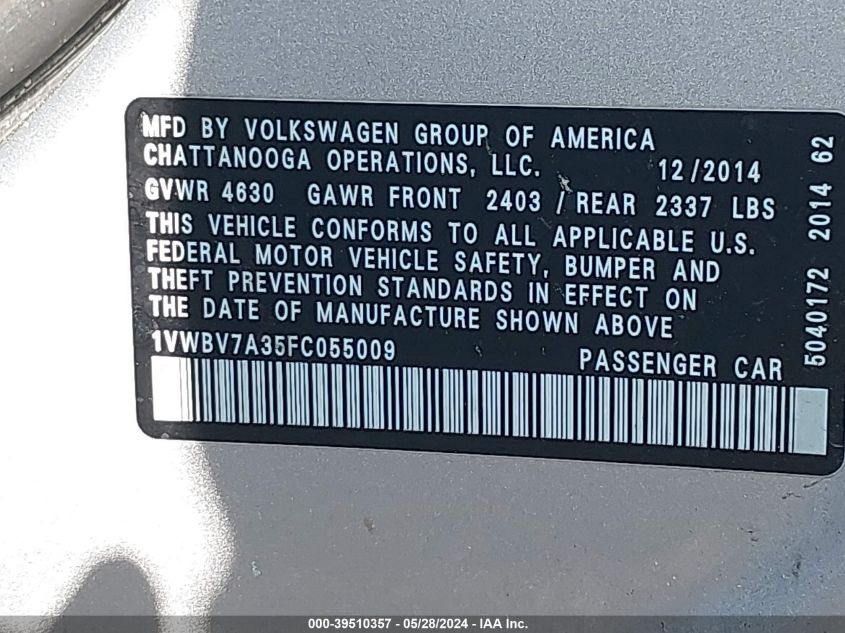 MFD BY VOLKSWAGEN GROUP OF AMERICA
CHATTANOOGA OPERATIONS, LLC. 12/2014
GVWR 4630 GAWR FRONT 2403 / REAR 2337 LBS
THIS VEHICLE CONFORMS TO ALL APPLICABLE U.S.
FEDERAL MOTOR VEHICLE SAFETY, BUMPER AND
THEFT PREVENTION STANDARDS IN EFFECT ON
THE DATE OF MANUFACTURE SHOWN ABOVE
1VWBV7A35FC055009 PASSENGER CAR
5040172 2014 62
000-39510357 - 05/28/2024 - IAA Inc.